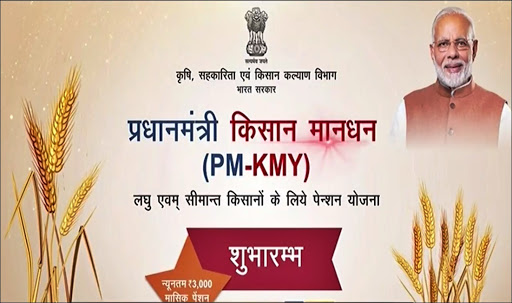 सत्यमेव जयते
कृषि, सहकारिता एवं किसान कल्याण विभाग
भारत सरकार
प्रधानमंत्री किसान मानधन
(PM-KMY)
लघु एवम् सीमान्त किसानों के लिये पेन्शन योजना
शुभारम्भ
न्यूनतम ₹3,000
मासिक पेंशन